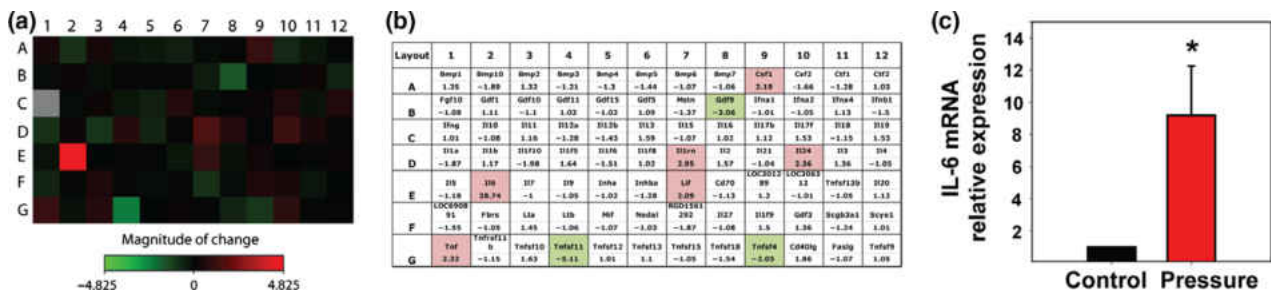 (a)
1 2 3 4 5 6 7 8 9 10 11 12
A
B
C
D
E
F
G
Magnitude of change
−4.825 0 4.825
(b)
Layout 1 2 3 4 5 6 7 8 9 10 11 12
A
Bmp1 Bmp10 Bmp2 Bmp3 Bmp4 Bmp5 Bmp6 Bmp7 Csf1 Csf2 Ctf1 Ctf2
1.25 −1.89 1.32 −1.21 −1.3 −1.44 −1.07 −1.06 2.18 −1.66 −1.28 1.03
B
Fgf10 Gdf1 Gdf10 Gdf11 Gdf15 Gdf5 Mstn Gdf9 Ifna1 Ifna2 Ifna4 Ifnb1
−1.08 1.11 −1.1 1.02 −1.02 1.09 −1.37 −3.06 −1.01 −1.05 1.13 −1.5
C
Ifng Il10 Il11 Il12a Il12b Il13 Il15 Il16 Il17b Il17f Il18 Il19
1.01 −1.08 1.16 −1.28 −1.43 1.59 −1.07 1.02 1.12 1.53 −1.15 1.53
D
Il1a Il1b Il1f10 Il1f5 Il1f6 Il1f8 Il1rn Il2 Il21 Il24 Il3 Il4
−1.87 1.17 −1.98 1.64 −1.51 1.02 2.95 1.57 −1.04 2.36 1.36 −1.05
E
Il5 Il6 Il7 Il9 Inha Inhba Lif Cd70 Tnfsf13b Il20
−1.18 38.74 −1 −1.05 −1.02 −1.28 2.09 1.2 −1.01 −1.05 1.12
F
Fbrs Lta Ltb Mif Nodal Il27 Il1f9 Gdf3 Scgb3a1 Scye1
−1.55 −1.05 1.45 −1.06 −1.07 −1.03 −1.87 −1.08 1.5 1.36 −1.24 1.01
G
Tnf Tnfrsf11b Tnfsf10 Tnfsf11 Tnfsf12 Tnfsf13 Tnfsf15 Tnfsf18 Tnfsf4 Cd40lg Faslg Tnfsf9
2.32 −1.15 1.63 −5.11 1.01 1.1 −1.05 −1.54 −2.05 1.86 −1.07 1.05
(c)
IL-6 mRNA
relative expression
14
12
10
8
6
4
2
*
Control Pressure